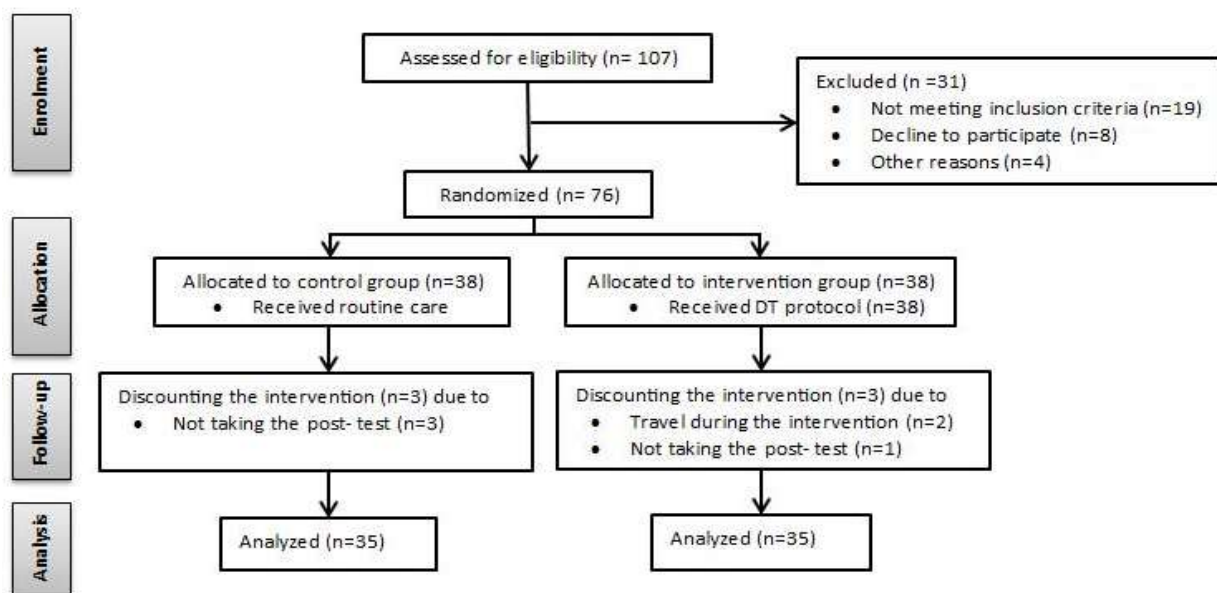 Enrolment
Assessed for eligibility (n= 107)
Excluded (n =31)
• Not meeting inclusion criteria (n=19)
• Decline to participate (n=8)
• Other reasons (n=4)
Randomized (n= 76)
Allocation
Allocated to control group (n=38)
• Received routine care
Allocated to intervention group (n=38)
• Received DT protocol (n=38)
Follow-up
Discounting the intervention (n=3) due to
• Not taking the post- test (n=3)
Discounting the intervention (n=3) due to
• Travel during the intervention (n=2)
• Not taking the post- test (n=1)
Analysis
Analyzed (n=35)
Analyzed (n=35)